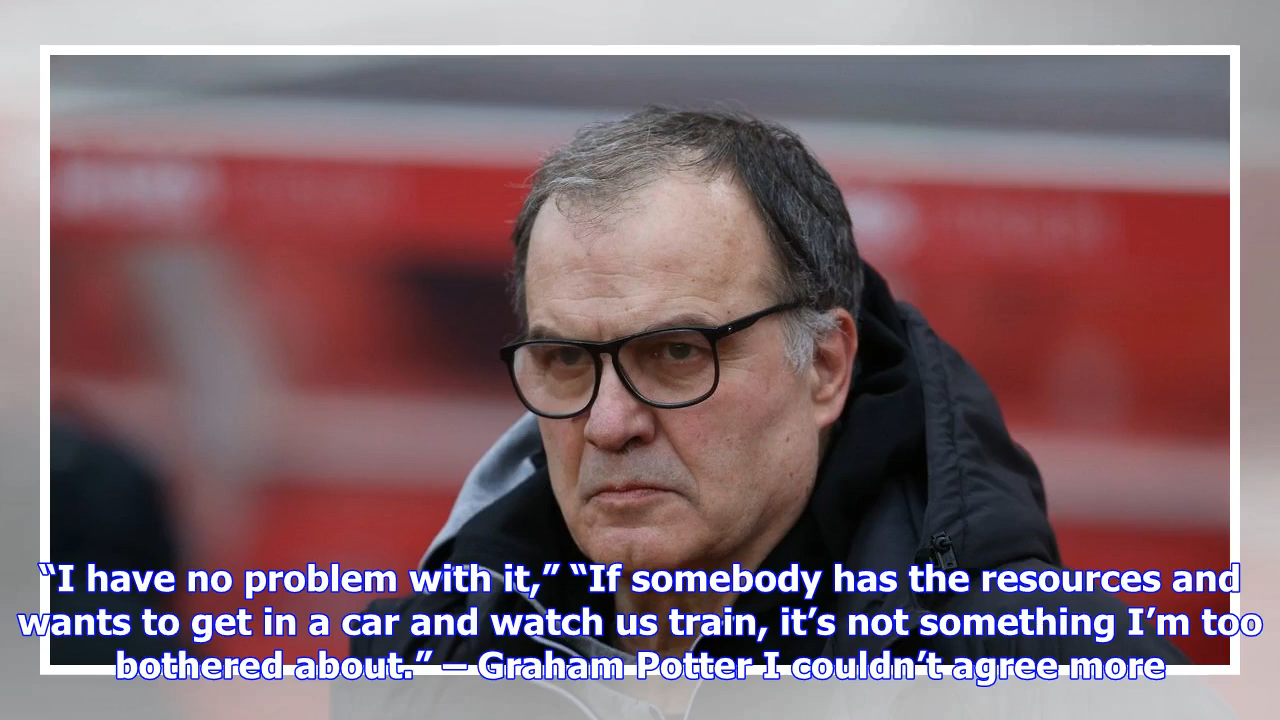 “I have no problem with it,” “If somebody has the resources and
wants to get in a car and watch us train, it’s not something I’m too
bothered about.” – Graham Potter I couldn’t agree more